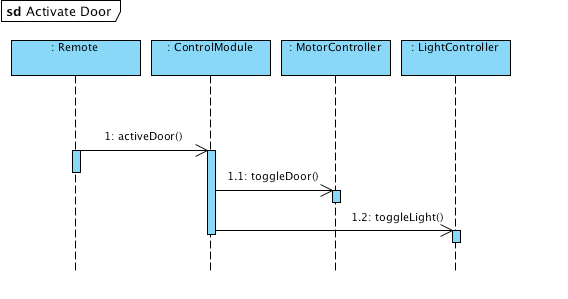 sd Activate Door
: Remote
: ControlModule
: MotorController
: LightController
1: activeDoor()
1.1: toggleDoor()
1.2: toggleLight()